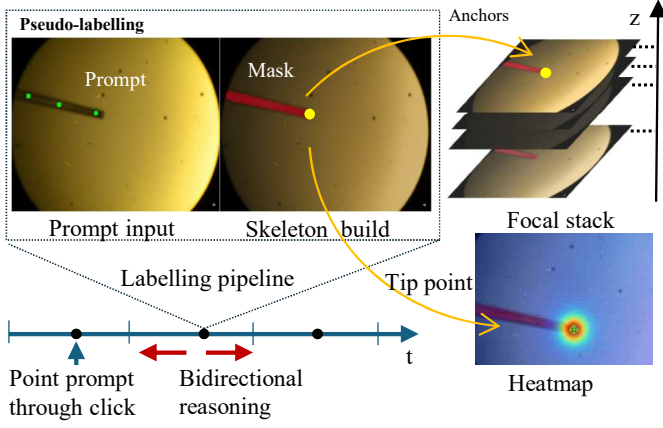 Pseudo-labelling
Anchors
z
Prompt
Mask
Prompt input
Skeleton build
Focal stack
Labelling pipeline
Tip point
t
Point prompt
through click
Bidirectional
reasoning
Heatmap